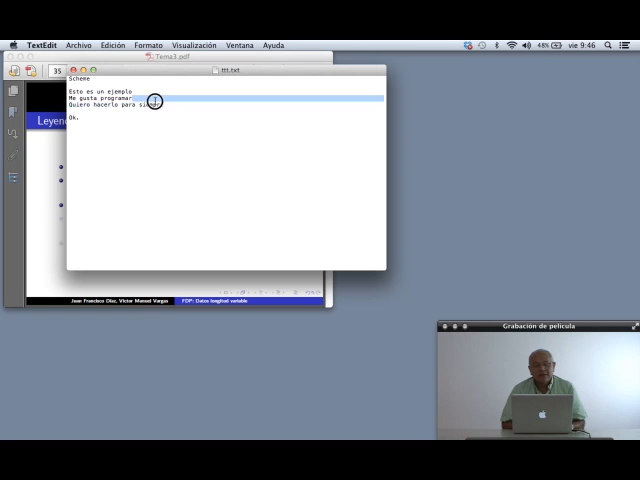 TextEdit Archivo Edición Formato Visualización Ventana Ayuda
48% vie 9:46
Tema3.pdf
35
ttt.txt
Scheme
Esto es un ejemplo
Me gusta programar
Quiero hacerlo para
Ok.
Juan Francisco Díaz, Víctor Manuel Vargas FDP: Datos longitud variable
Grabación de película